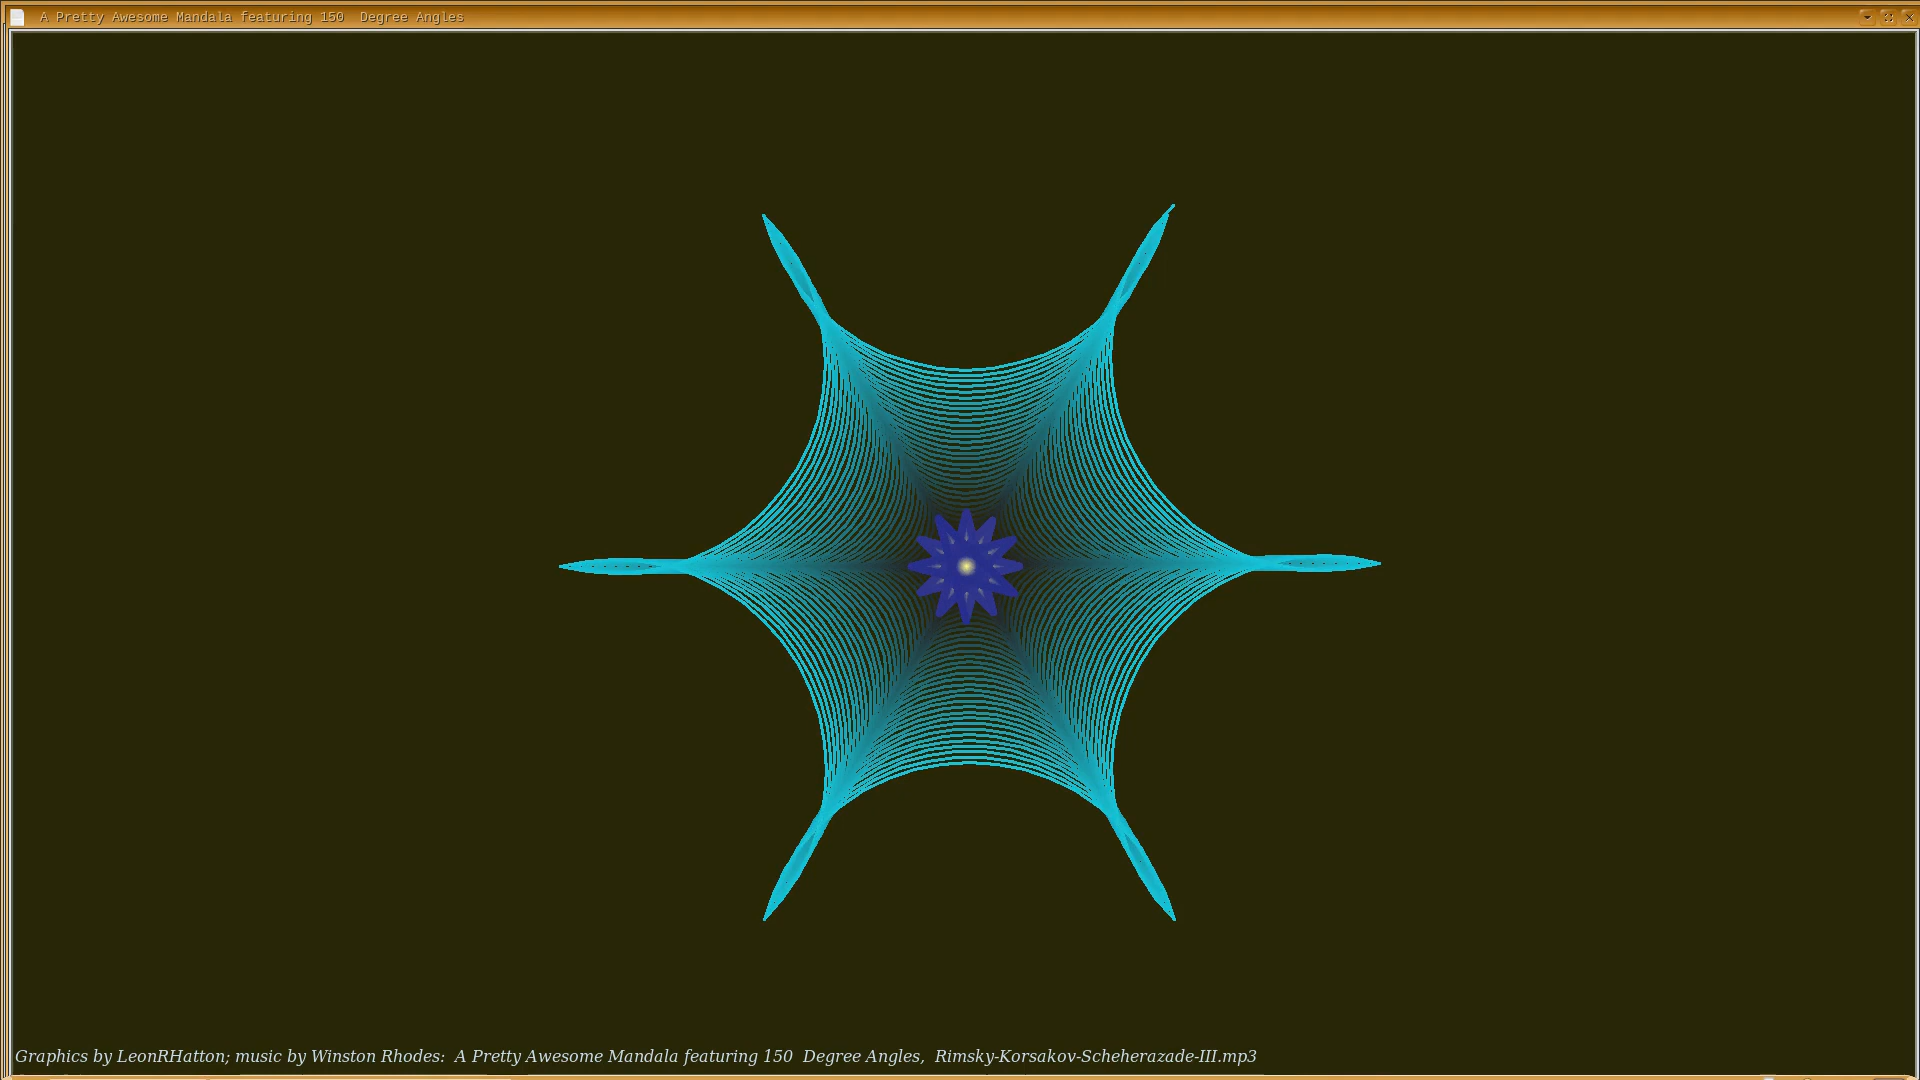 A Pretty Awesome Mandala featuring 150  Degree Angles
Graphics by LeonRHatton; music by Winston Rhodes:  A Pretty Awesome Mandala featuring 150  Degree Angles,  Rimsky-Korsakov-Scheherazade-III.mp3